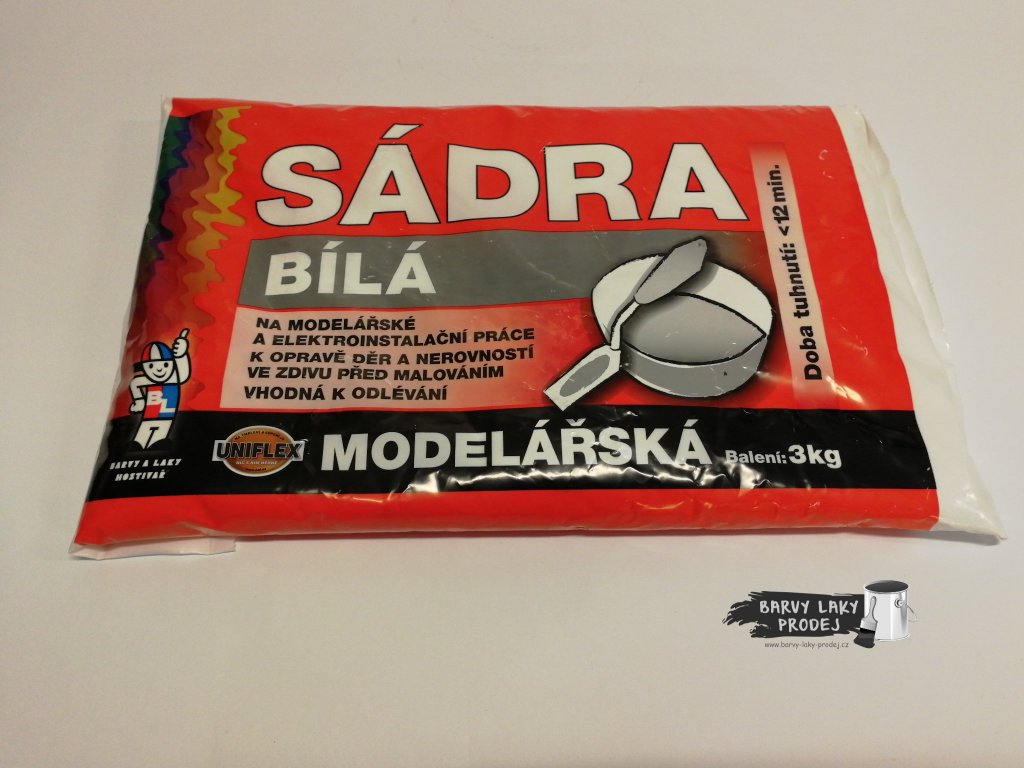 SÁDRA
BÍLÁ
NA MODELÁŘSKÉ
A ELEKTROINSTALAČNÍ PRÁCE
K OPRAVĚ DĚR A NEROVNOSTÍ
VE ZDIVU PŘED MALOVÁNÍM
VHODNÁ K ODLÉVÁNÍ
Doba tuhnutí: <12 min.
BL
T
BARVY A LAKY
HOSTIVAŘ
UNIFLEX
MODELÁŘSKÁ
Balení: 3kg
BARVY LAKY
PRODEJ
www.barvy-laky-prodej.cz